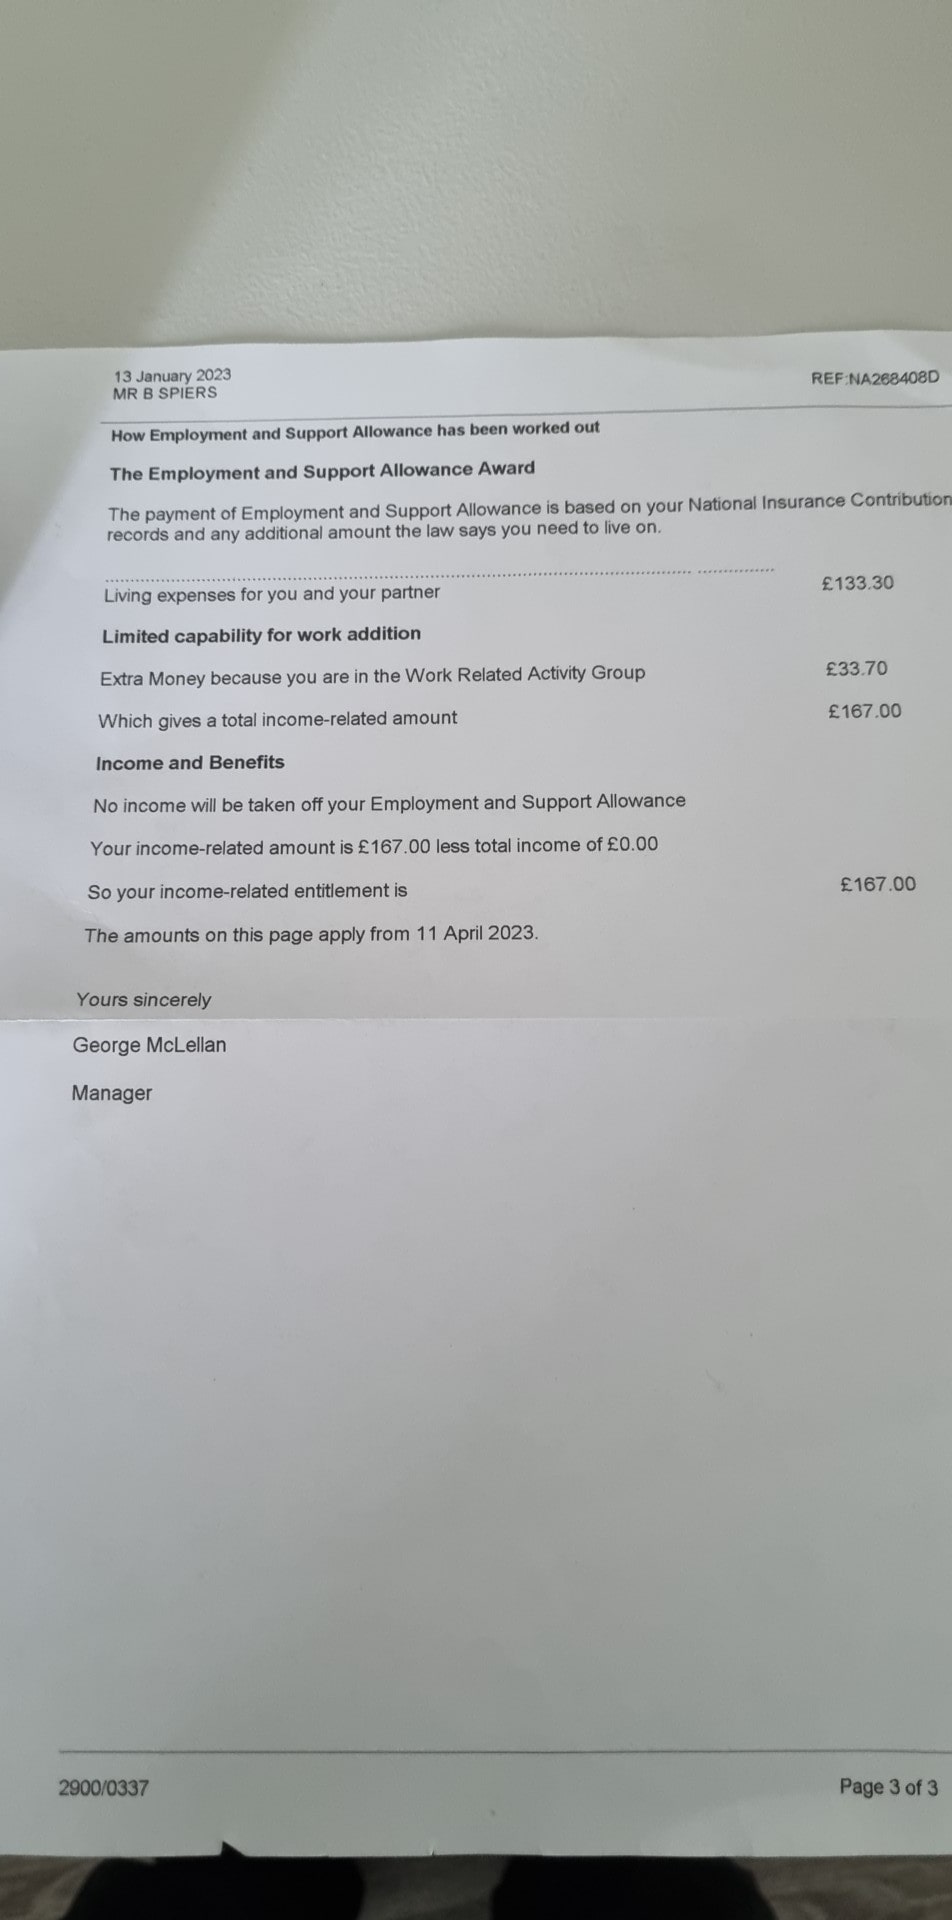 13 January 2023
MR B SPIERS
REF:NA268408D
How Employment and Support Allowance has been worked out
The Employment and Support Allowance Award
The payment of Employment and Support Allowance is based on your National Insurance Contribution
records and any additional amount the law says you need to live on.
Living expenses for you and your partner £133.30
Limited capability for work addition
Extra Money because you are in the Work Related Activity Group £33.70
Which gives a total income-related amount £167.00
Income and Benefits
No income will be taken off your Employment and Support Allowance
Your income-related amount is £167.00 less total income of £0.00
So your income-related entitlement is £167.00
The amounts on this page apply from 11 April 2023.
Yours sincerely
George McLellan
Manager
2900/0337 Page 3 of 3